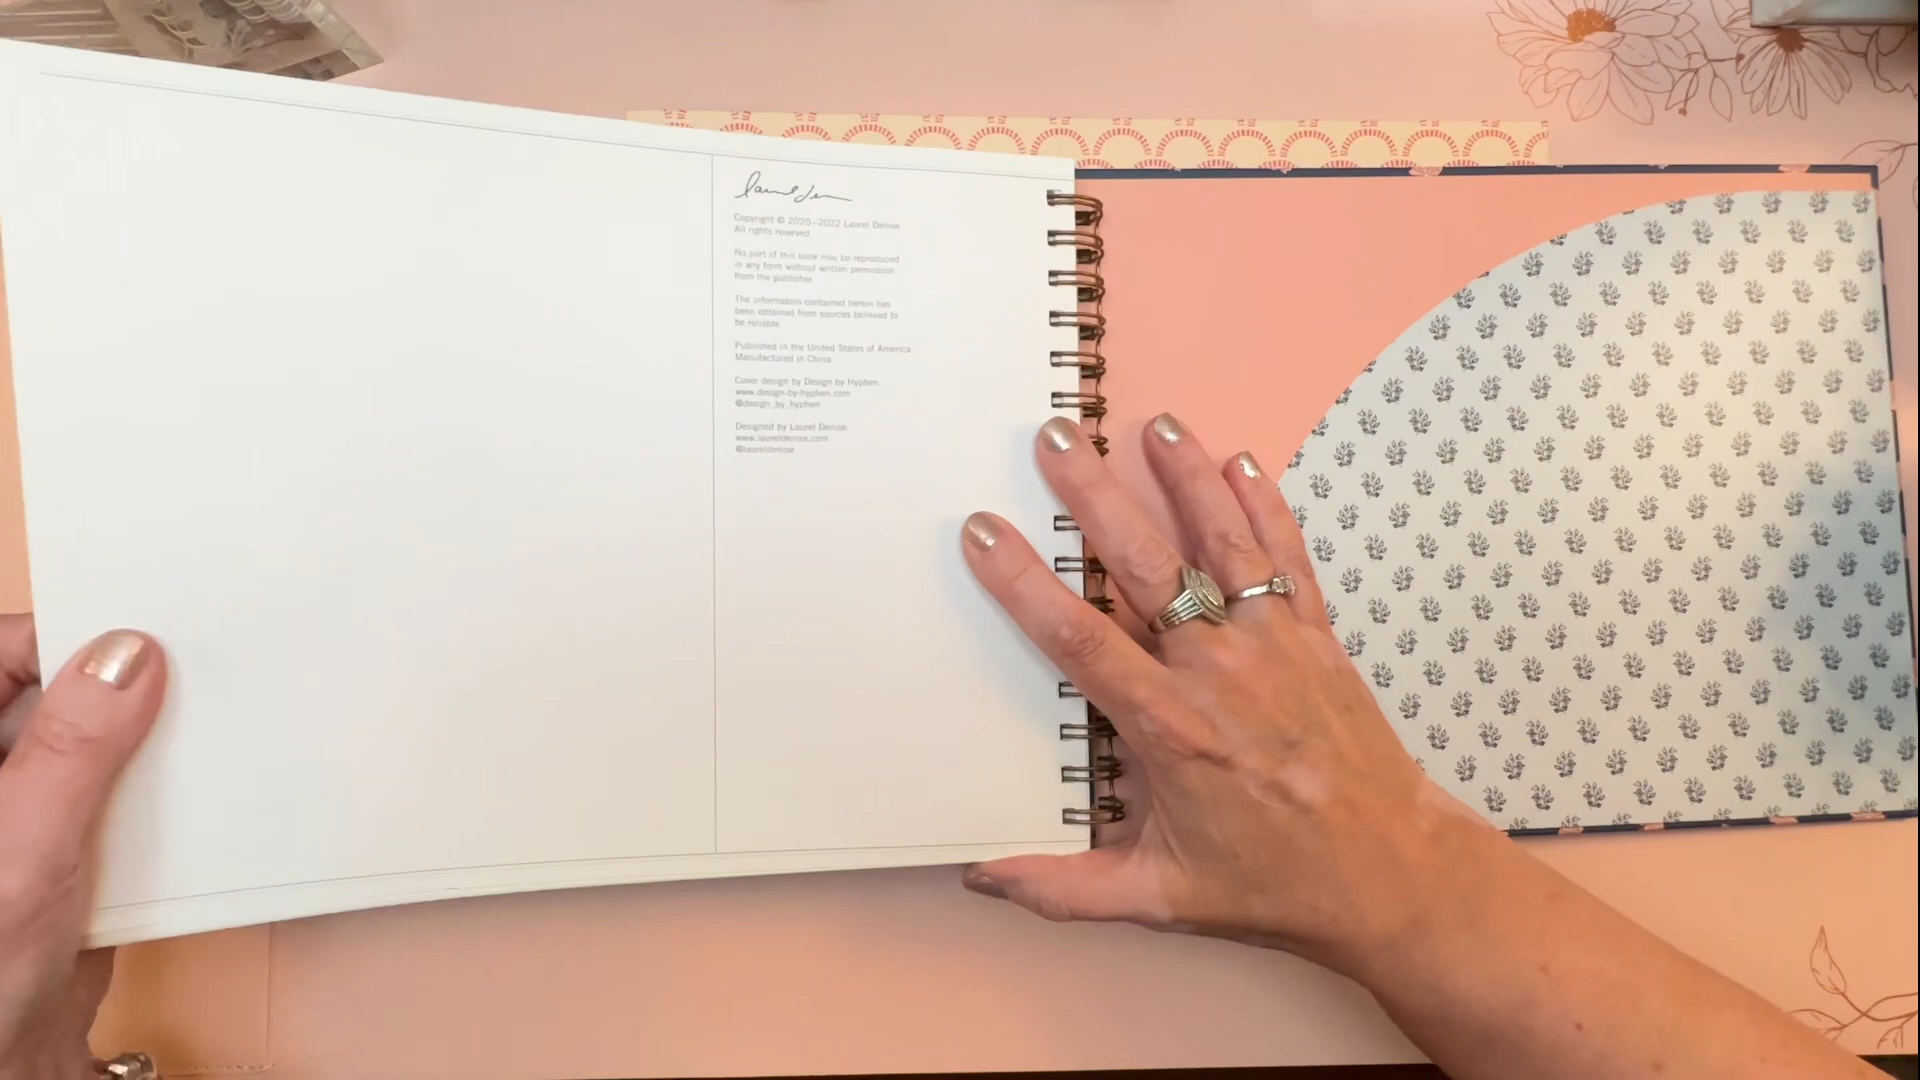 laurel denise
Copyright © 2020–2022 Laurel Denise
All rights reserved.
No part of this book may be reproduced
in any form without written permission
from the publisher.
The information contained herein has
been obtained from sources believed to
be reliable.
Published in the United States of America.
Manufactured in China.
Cover design by Design by Hyphen.
www.design-by-hyphen.com
@design_by_hyphen
Designed by Laurel Denise.
www.laureldenise.com
@laureldenise